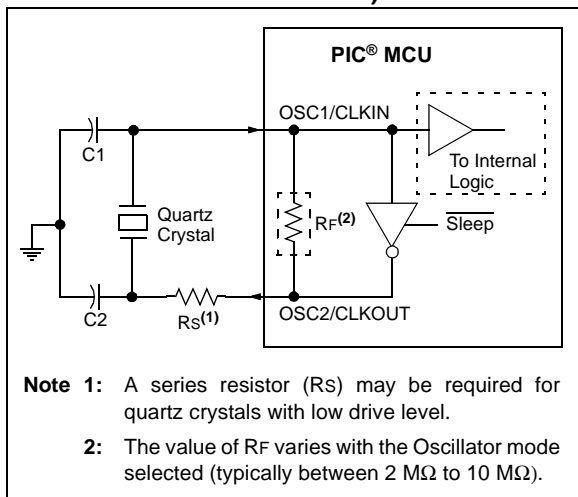 PIC® MCU
OSC1/CLKIN
C1
To Internal
Logic
Quartz
Crystal
RF(2)
Sleep
C2
RS(1)
OSC2/CLKOUT
Note 1: A series resistor (RS) may be required for
quartz crystals with low drive level.
2: The value of RF varies with the Oscillator mode
selected (typically between 2 MΩ to 10 MΩ).